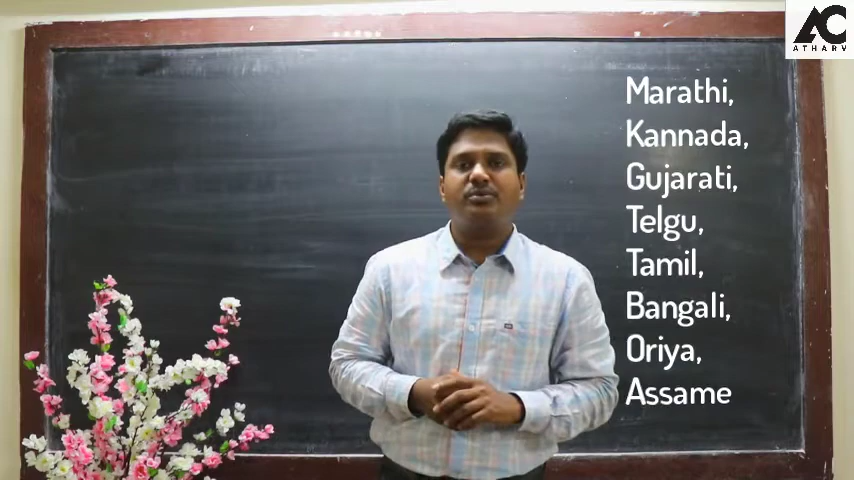 AC
ATHARV
Marathi,
Kannada,
Gujarati,
Telgu,
Tamil,
Bangali,
Oriya,
Assame